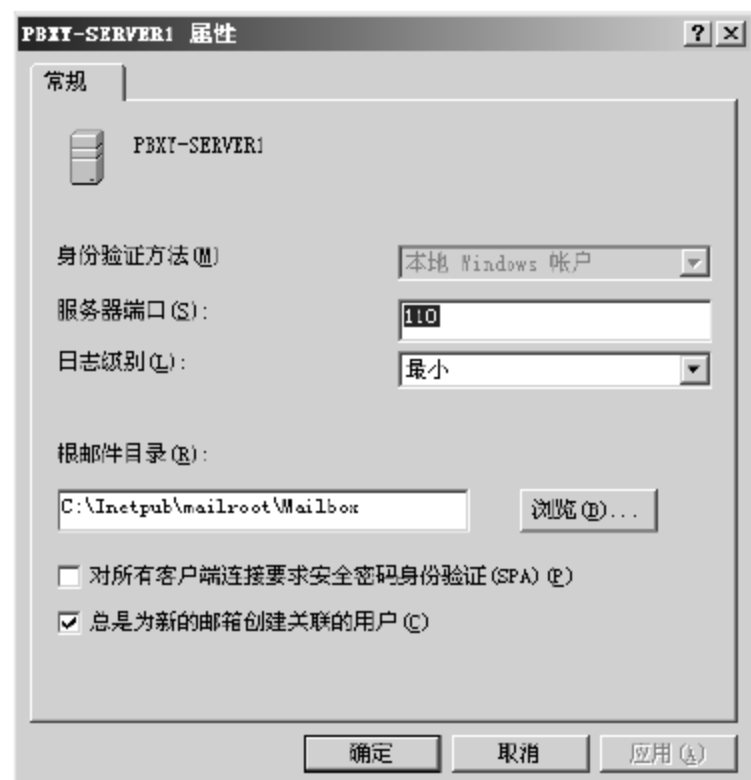 PBXY-SERVER1 属性
常规
PBXY-SERVER1
身份验证方法(M)
本地 Windows 帐户
服务器端口(S):
110
日志级别(L):
最小
根邮件目录(R):
C:\Inetpub\mailroot\Mailbox
浏览(B)...
对所有客户端连接要求安全密码身份验证(SPA)(P)
总是为新的邮箱创建关联的用户(C)
确定 取消 应用(A)